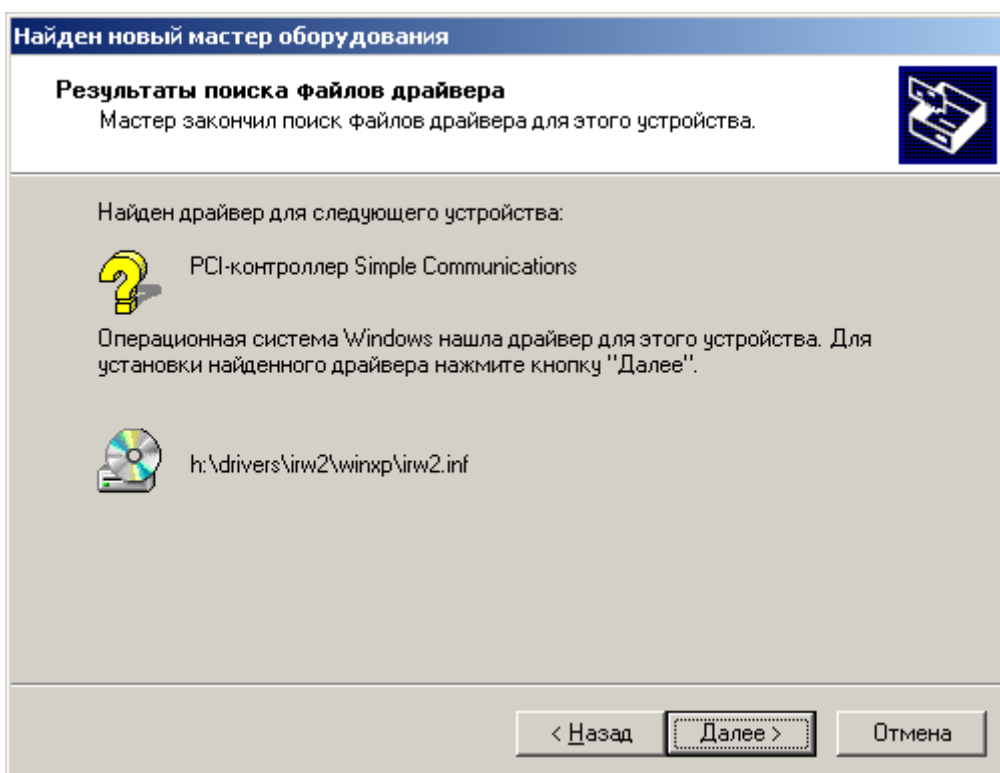 Найден новый мастер оборудования
Результаты поиска файлов драйвера
Мастер закончил поиск файлов драйвера для этого устройства.
Найден драйвер для следующего устройства:
PCI-контроллер Simple Communications
Операционная система Windows нашла драйвер для этого устройства. Для
установки найденного драйвера нажмите кнопку "Далее".
h:\drivers\irw2\winxp\irw2.inf
< Назад Далее > Отмена